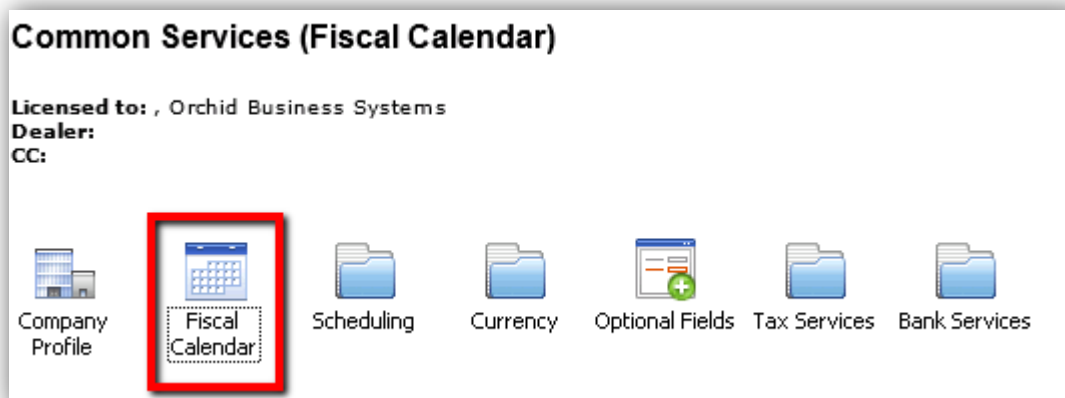 Common Services (Fiscal Calendar)
Licensed to: , Orchid Business Systems
Dealer:
CC:
Company
Profile
Fiscal
Calendar
Scheduling
Currency
Optional Fields
Tax Services
Bank Services